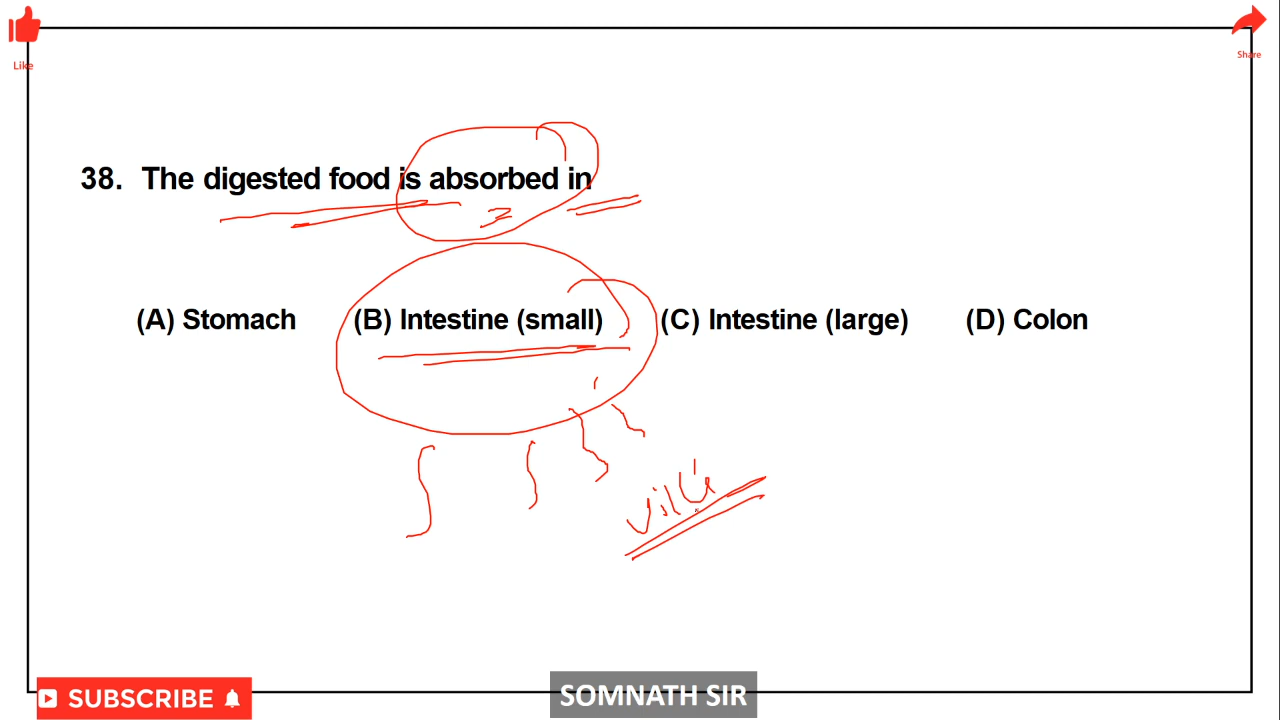 Like
Share
38. The digested food is absorbed in
(A) Stomach (B) Intestine (small) (C) Intestine (large) (D) Colon
villi
SUBSCRIBE
SOMNATH SIR